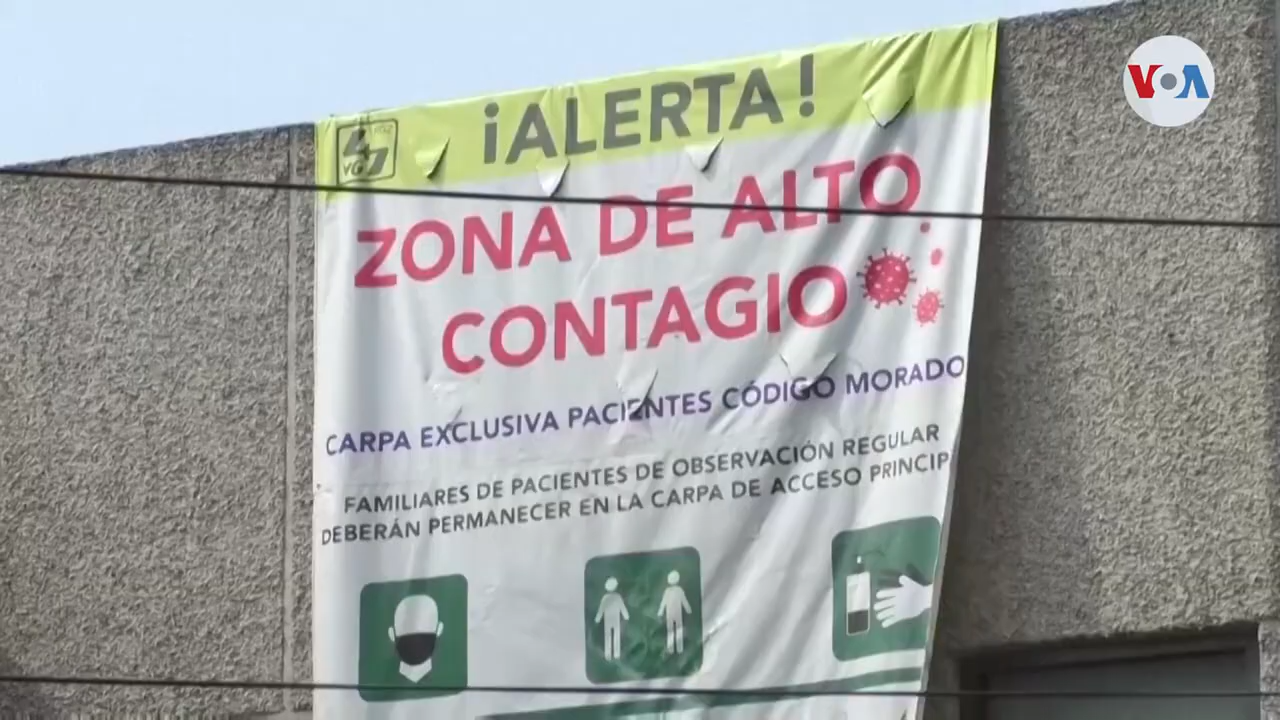 VOA
¡ALERTA!
ZONA DE ALTO
CONTAGIO
CARPA EXCLUSIVA PACIENTES CÓDIGO MORADO
FAMILIARES DE PACIENTES DE OBSERVACIÓN REGULAR
DEBERÁN PERMANECER EN LA CARPA DE ACCESO PRINCIP